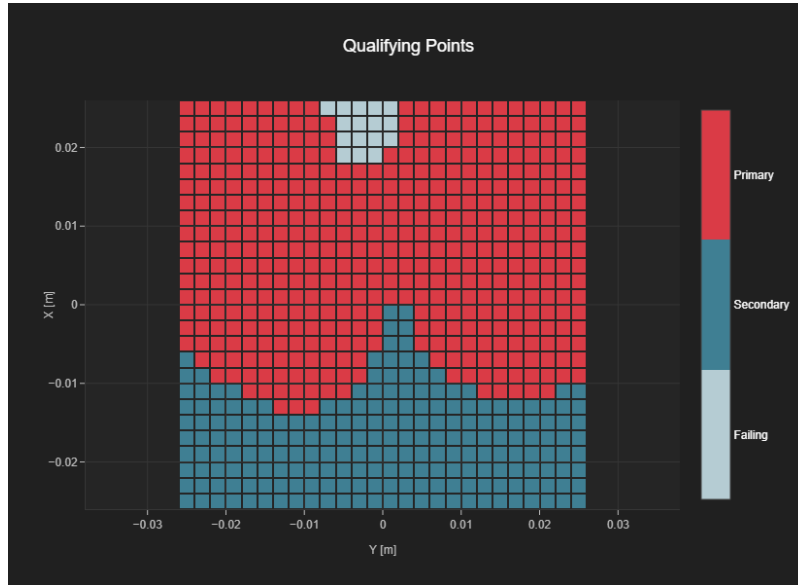 Qualifying Points
0.02
0.01
0
−0.01
−0.02
X [m]
−0.03
−0.02
−0.01
0
0.01
0.02
0.03
Y [m]
Primary
Secondary
Failing